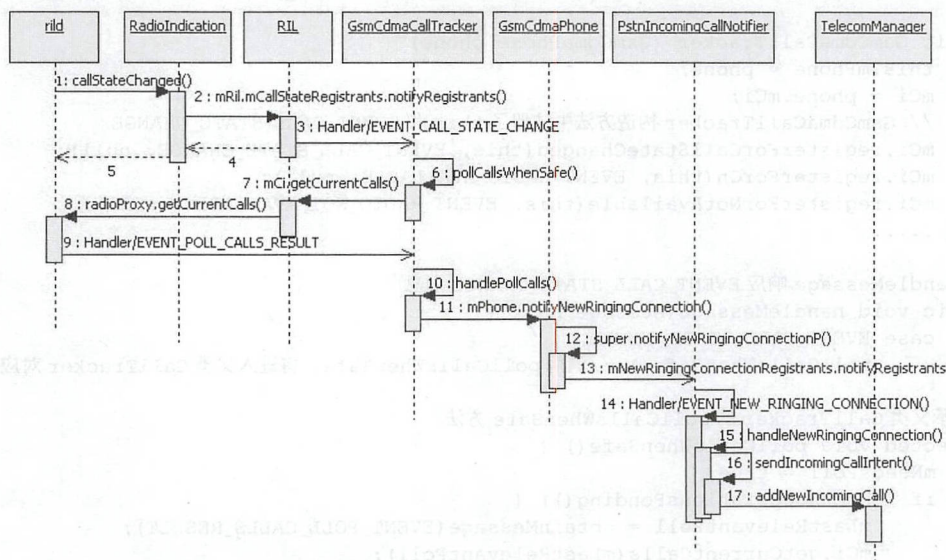 rild
RadioIndication
RIL
GsmCdmaCallTracker
GsmCdmaPhone
PstnIncomingCallNotifier
TelecomManager
1 : callStateChanged()
2 : mRil.mCallStateRegistrants.notifyRegistrants()
3 : Handler/EVENT_CALL_STATE_CHANGE
4
5
6 : pollCallsWhenSafe()
7 : mCi.getCurrentCalls()
8 : radioProxy.getCurrentCalls()
9 : Handler/EVENT_POLL_CALLS_RESULT
10 : handlePollCalls()
11 : mPhone.notifyNewRingingConnection()
12 : super.notifyNewRingingConnectionP()
13 : mNewRingingConnectionRegistrants.notifyRegistrants
14 : Handler/EVENT_NEW_RINGING_CONNECTION()
15 : handleNewRingingConnection()
16 : sendIncomingCallIntent()
17 : addNewIncomingCall()